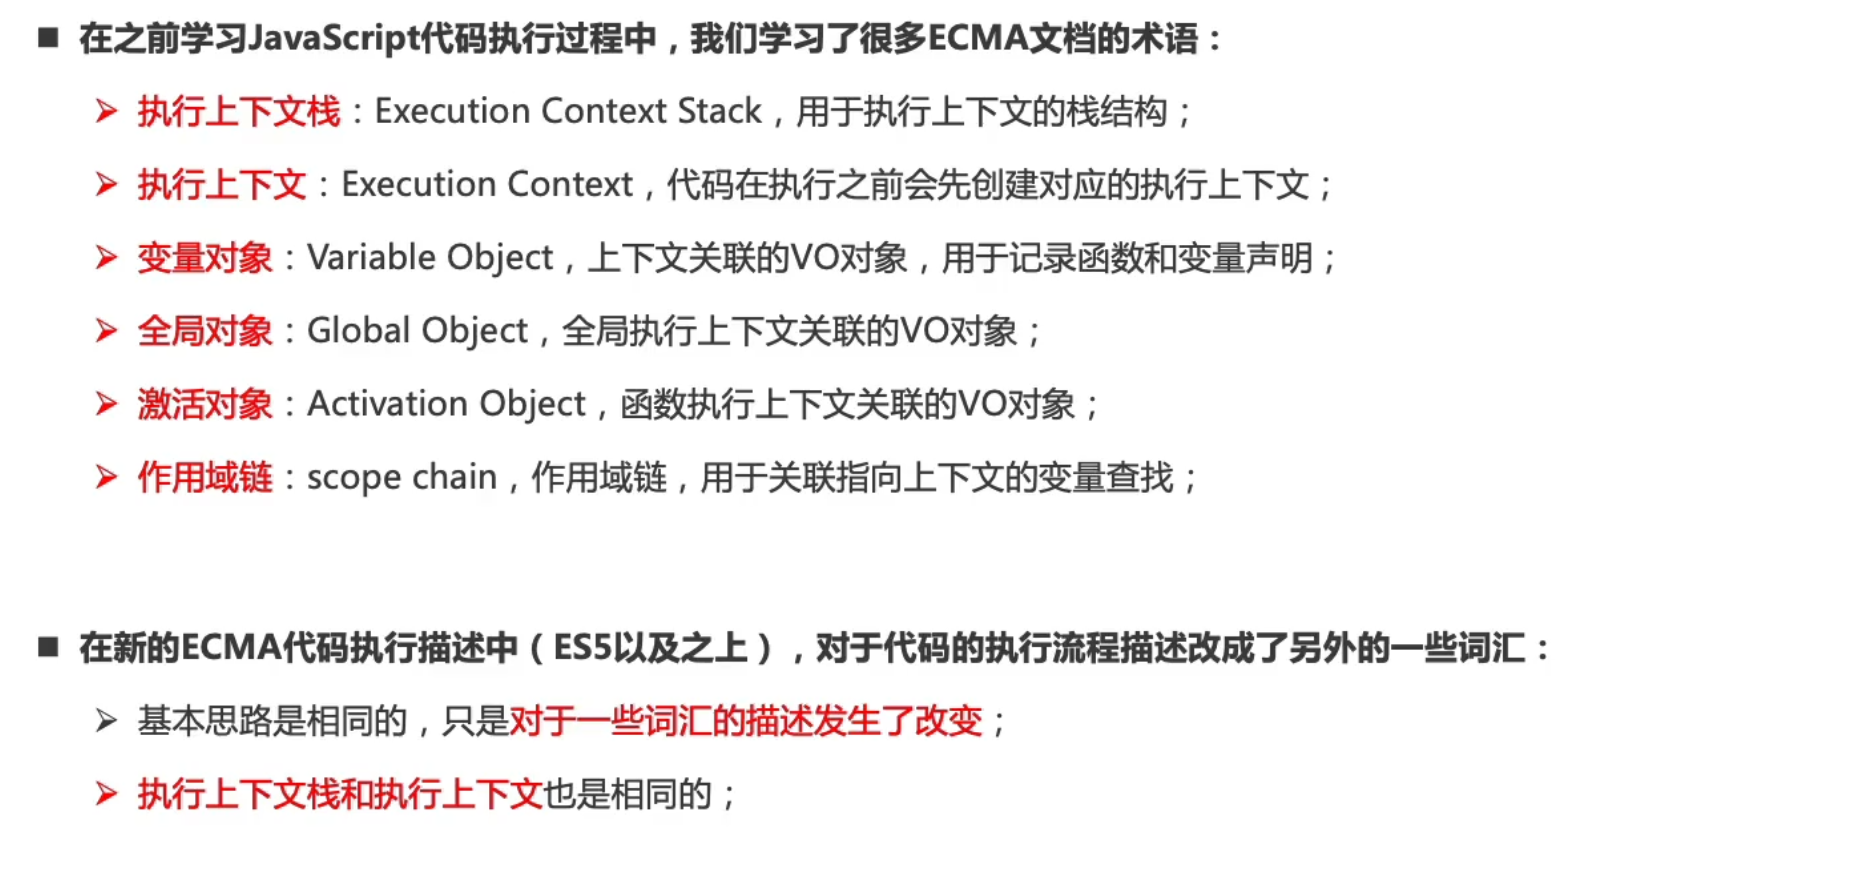 ■ 在之前学习JavaScript代码执行过程中，我们学习了很多ECMA文档的术语：
➢ 执行上下文栈：Execution Context Stack，用于执行上下文的栈结构；
➢ 执行上下文：Execution Context，代码在执行之前会先创建对应的执行上下文；
➢ 变量对象：Variable Object，上下文关联的VO对象，用于记录函数和变量声明；
➢ 全局对象：Global Object，全局执行上下文关联的VO对象；
➢ 激活对象：Activation Object，函数执行上下文关联的VO对象；
➢ 作用域链：scope chain，作用域链，用于关联指向上下文的变量查找；
■ 在新的ECMA代码执行描述中（ES5以及之上），对于代码的执行流程描述改成了另外的一些词汇：
➢ 基本思路是相同的，只是对于一些词汇的描述发生了改变；
➢ 执行上下文栈和执行上下文也是相同的；